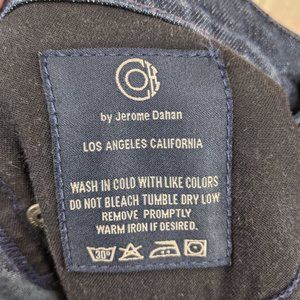 by Jerome Dahan
LOS ANGELES CALIFORNIA
WASH IN COLD WITH LIKE COLORS
DO NOT BLEACH TUMBLE DRY LOW
REMOVE PROMPTLY
WARM IRON IF DESIRED.
30°